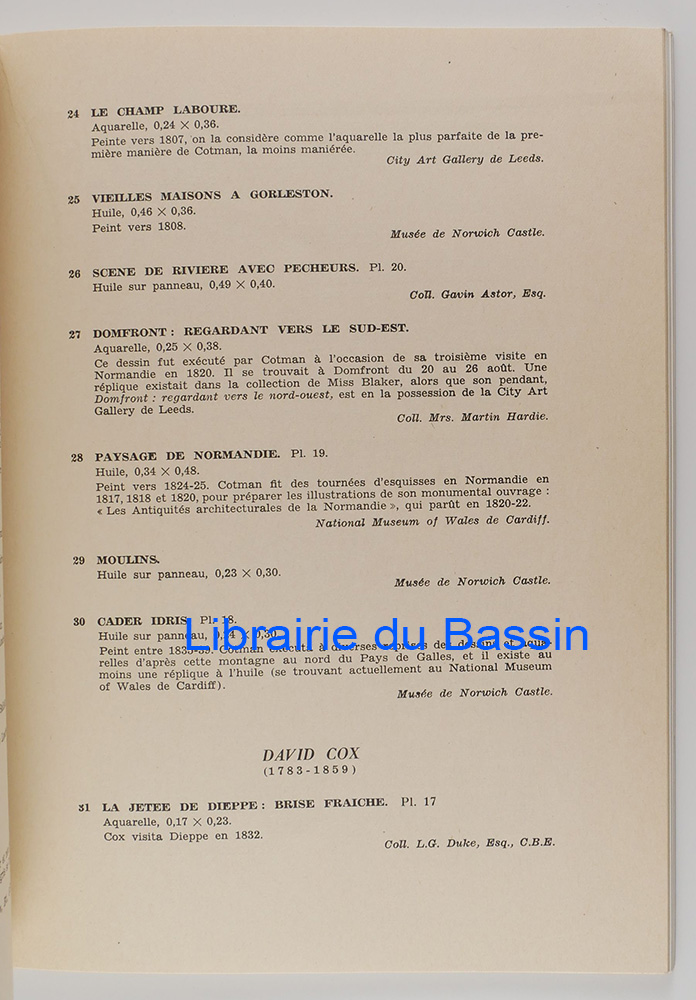 24 LE CHAMP LABOURE.
Aquarelle, 0,24 × 0,36.
Peinte vers 1807, on la considère comme l'aquarelle la plus parfaite de la pre-
mière manière de Cotman, la moins maniérée.
City Art Gallery de Leeds.
25 VIEILLES MAISONS A GORLESTON.
Huile, 0,46 × 0,36.
Peint vers 1808.
Musée de Norwich Castle.
26 SCENE DE RIVIERE AVEC PECHEURS. Pl. 20.
Huile sur panneau, 0,49 × 0,40.
Coll. Gavin Astor, Esq.
27 DOMFRONT : REGARDANT VERS LE SUD-EST.
Aquarelle, 0,25 × 0,38.
Ce dessin fut exécuté par Cotman à l'occasion de sa troisième visite en
Normandie en 1820. Il se trouvait à Domfront du 20 au 26 août. Une
réplique existait dans la collection de Miss Blaker, alors que son pendant,
Domfront : regardant vers le nord-ouest, est en la possession de la City Art
Gallery de Leeds.
Coll. Mrs. Martin Hardie.
28 PAYSAGE DE NORMANDIE. Pl. 19.
Huile, 0,34 × 0,48.
Peint vers 1824-25. Cotman fit des tournées d'esquisses en Normandie en
1817, 1818 et 1820, pour préparer les illustrations de son monumental ouvrage :
« Les Antiquités architecturales de la Normandie », qui parût en 1820-22.
National Museum of Wales de Cardiff.
29 MOULINS.
Huile sur panneau, 0,23 × 0,30.
Musée de Norwich Castle.
30 CADER IDRIS. Pl. 18.
Librairie du Bassin
Huile sur panneau,
Peint entre Cotman exécuta à diverses reprises des dessins et aqua-
relles d'après cette montagne au nord du Pays de Galles, et il existe au
moins une réplique à l'huile (se trouvant actuellement au National Museum
of Wales de Cardiff).
Musée de Norwich Castle.
DAVID COX
(1783-1859)
31 LA JETEE DE DIEPPE : BRISE FRAICHE. Pl. 17
Aquarelle, 0,17 × 0,23.
Cox visita Dieppe en 1832.
Coll. L.G. Duke, Esq., C.B.E.